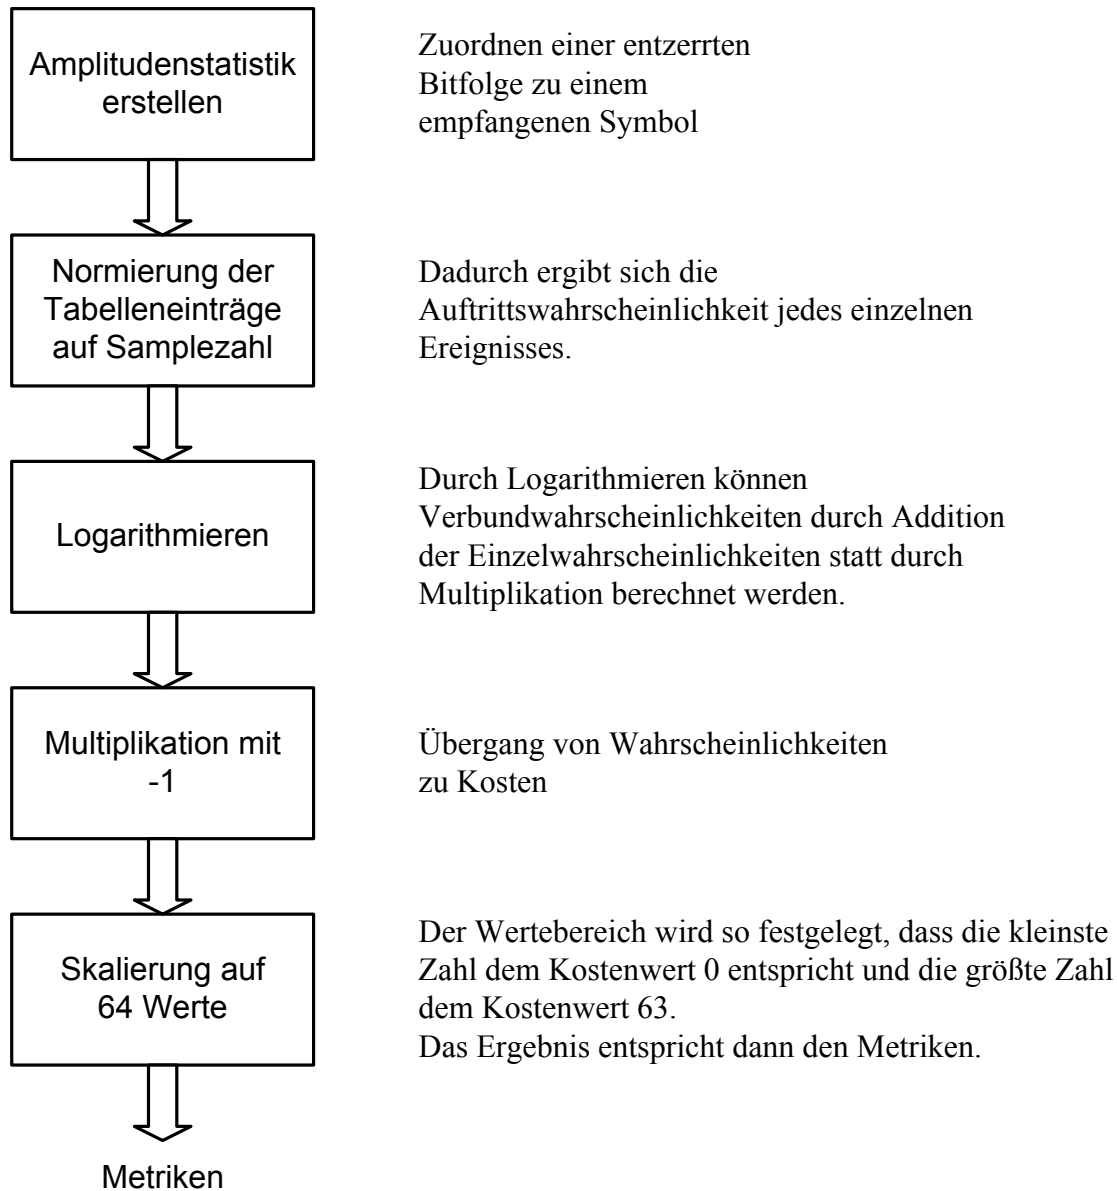 Amplitudenstatistik
erstellen
Zuordnen einer entzerrten
Bitfolge zu einem
empfangenen Symbol
Normierung der
Tabelleneinträge
auf Samplezahl
Dadurch ergibt sich die
Auftrittswahrscheinlichkeit jedes einzelnen
Ereignisses.
Logarithmieren
Durch Logarithmieren können
Verbundwahrscheinlichkeiten durch Addition
der Einzelwahrscheinlichkeiten statt durch
Multiplikation berechnet werden.
Multiplikation mit
-1
Übergang von Wahrscheinlichkeiten
zu Kosten
Skalierung auf
64 Werte
Der Wertebereich wird so festgelegt, dass die kleinste
Zahl dem Kostenwert 0 entspricht und die größte Zahl
dem Kostenwert 63.
Das Ergebnis entspricht dann den Metriken.
Metriken